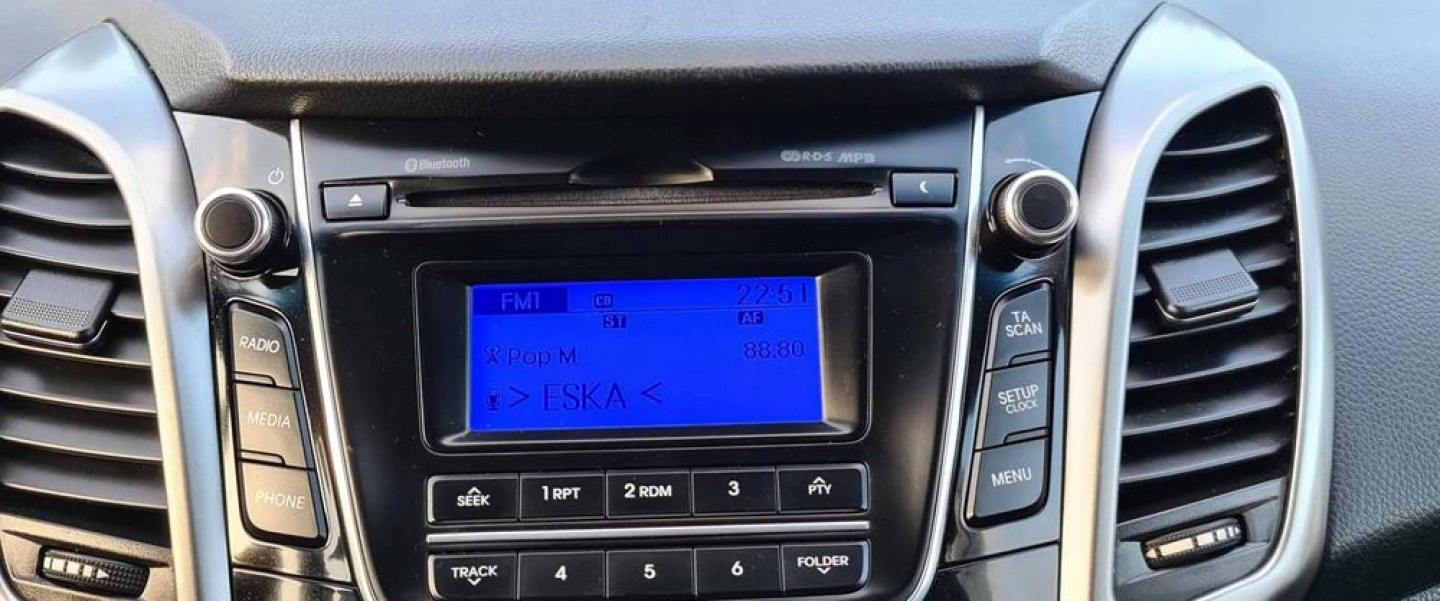 Bluetooth
CD R·D·S MP3
FM1 CD 22:51
ST AF
Pop M 88.80
> ESKA <
RADIO
MEDIA
PHONE
TA
SCAN
SETUP
CLOCK
MENU
SEEK 1 RPT 2 RDM 3 PTY
TRACK 4 5 6 FOLDER